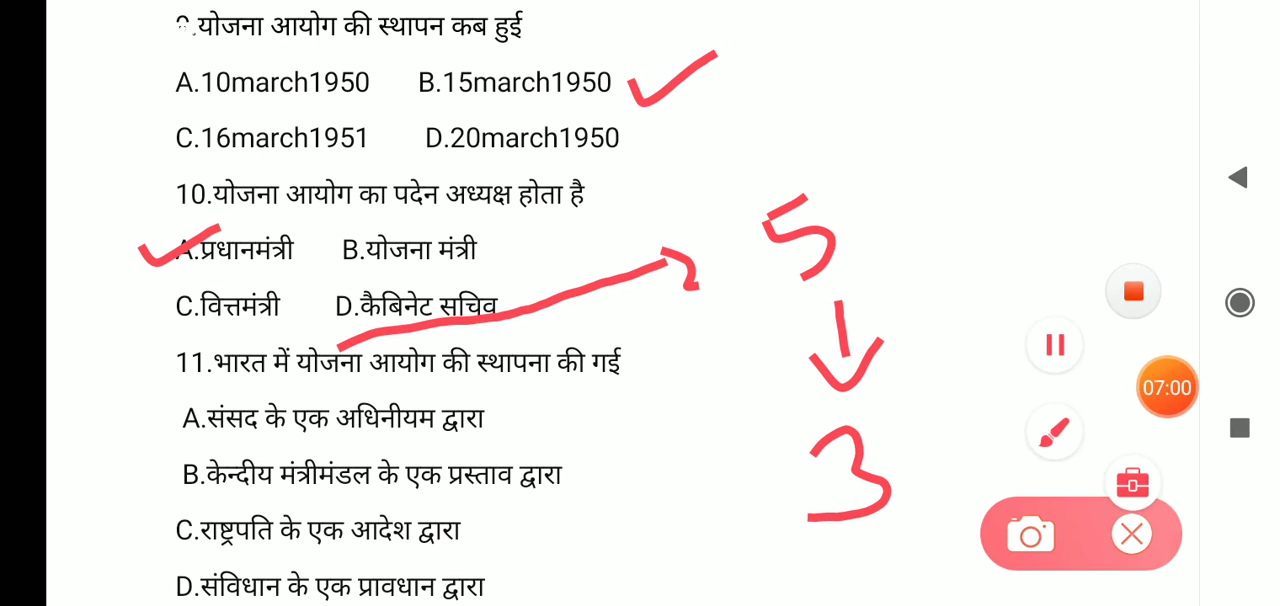 9.योजना आयोग की स्थापन कब हुई
A.10march1950 B.15march1950
C.16march1951 D.20march1950
10.योजना आयोग का पदेन अध्यक्ष होता है
A.प्रधानमंत्री B.योजना मंत्री
C.वित्तमंत्री D.कैबिनेट सचिव
11.भारत में योजना आयोग की स्थापना की गई
A.संसद के एक अधिनीयम द्वारा
B.केन्दीय मंत्रीमंडल के एक प्रस्ताव द्वारा
C.राष्ट्रपति के एक आदेश द्वारा
D.संविधान के एक प्रावधान द्वारा
5
3
07:00